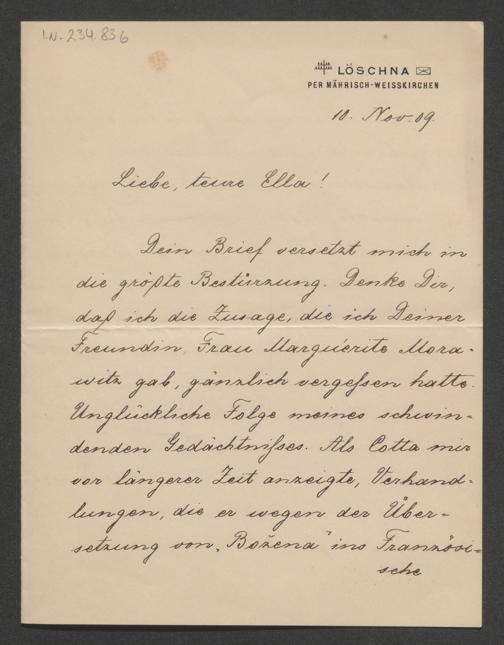 I.N. 234.836
LÖSCHNA
PER MÄHRISCH-WEISSKIRCHEN
10. Nov. 09.
Liebe, teure Ella!
Dein Brief versetzt mich in
die größte Bestürzung. Denke Dir,
daß ich die Zusage, die ich Deiner
Freundin, Frau Marguérite Mora-
witz gab, gänzlich vergeßen hatte.
Unglückliche Folge meines schwin-
denden Gedächtnißes. Als Cotta mir
vor längerer Zeit anzeigte, Verhand-
lungen, die er wegen der Über-
setzung von „Božena" ins Französi-
sche